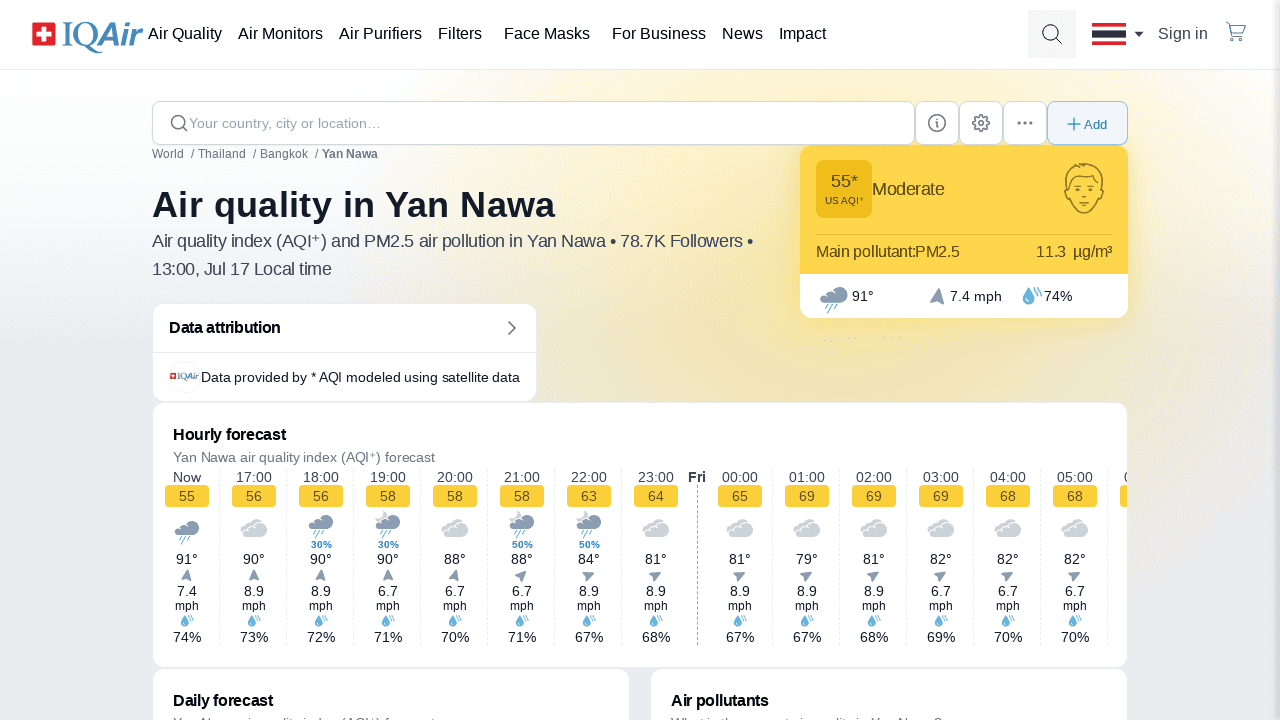 IQAir Air Quality Air Monitors Air Purifiers Filters Face Masks For Business News Impact Sign in
Your country, city or location… Add
World / Thailand / Bangkok / Yan Nawa
Air quality in Yan Nawa
Air quality index (AQI⁺) and PM2.5 air pollution in Yan Nawa • 78.7K Followers •
13:00, Jul 17 Local time
55*
US AQI⁺
Moderate
Main pollutant:PM2.5 11.3 µg/m³
91° 7.4 mph 74%
Data attribution
IQAir Data provided by * AQI modeled using satellite data
Hourly forecast
Yan Nawa air quality index (AQI⁺) forecast
Now 17:00 18:00 19:00 20:00 21:00 22:00 23:00 Fri 00:00 01:00 02:00 03:00 04:00 05:00
55 56 56 58 58 58 63 64 65 69 69 69 68 68
30% 30% 50% 50%
91° 90° 90° 90° 88° 88° 84° 81° 81° 79° 81° 82° 82° 82°
7.4 8.9 8.9 6.7 6.7 6.7 8.9 8.9 8.9 8.9 8.9 6.7 6.7 6.7
mph mph mph mph mph mph mph mph mph mph mph mph mph mph
74% 73% 72% 71% 70% 71% 67% 68% 67% 67% 68% 69% 70% 70%
Daily forecast Air pollutants